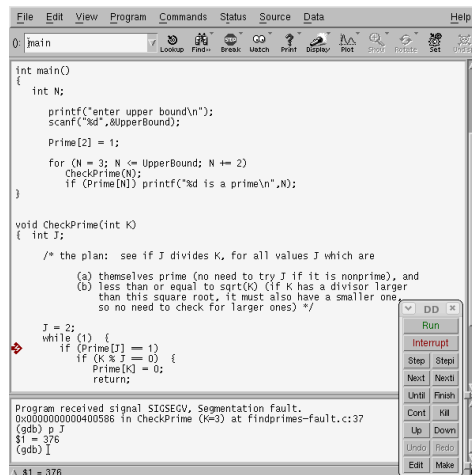 File Edit View Program Commands Status Source Data Help
(): main
Lookup Find» Break Watch Print Display Plot Show Rotate Set Undisp
int main()
{
int N;
printf("enter upper bound\n");
scanf("%d",&UpperBound);
Prime[2] = 1;
for (N = 3; N <= UpperBound; N += 2)
CheckPrime(N);
if (Prime[N]) printf("%d is a prime\n",N);
}
void CheckPrime(int K)
{ int J;
/* the plan: see if J divides K, for all values J which are
(a) themselves prime (no need to try J if it is nonprime), and
(b) less than or equal to sqrt(K) (if K has a divisor larger
than this square root, it must also have a smaller one,
so no need to check for larger ones) */
J = 2;
while (1) {
if (Prime[J] == 1)
if (K % J == 0) {
Prime[K] = 0;
return;
DD
Run
Interrupt
Step Stepi
Next Nexti
Until Finish
Cont Kill
Up Down
Undo Redo
Edit Make
Program received signal SIGSEGV, Segmentation fault.
0x0000000000400586 in CheckPrime (K=3) at findprimes-fault.c:37
(gdb) p J
$1 = 376
(gdb)
$1 = 376